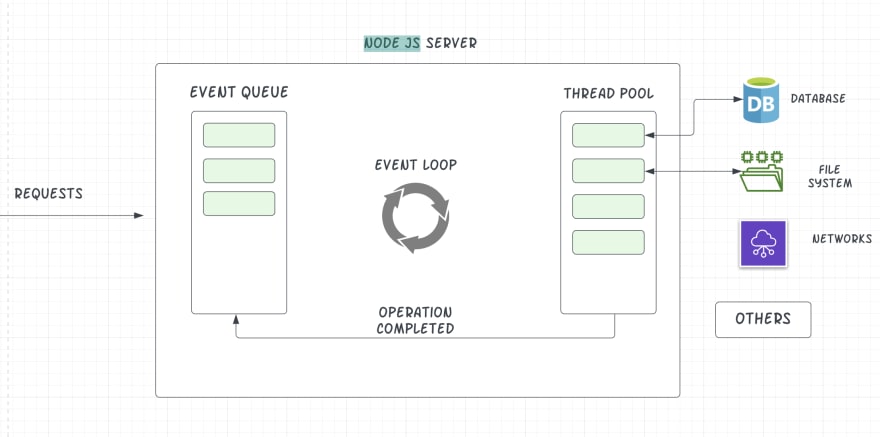 NODE JS SERVER
EVENT QUEUE
THREAD POOL
DB
DATABASE
EVENT LOOP
FILE
SYSTEM
REQUESTS
NETWORKS
OPERATION
COMPLETED
OTHERS